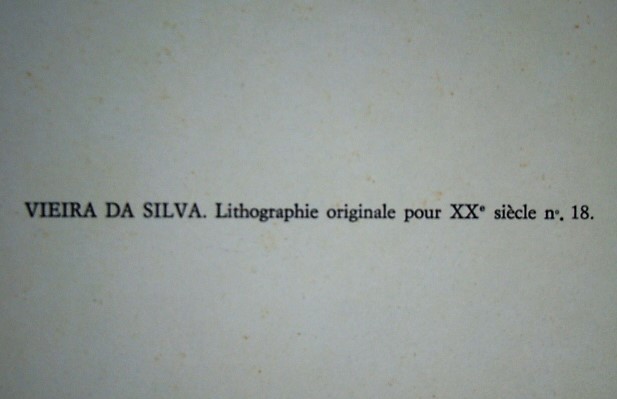 VIEIRA DA SILVA. Lithographie originale pour XXᵉ siècle nᵒ. 18.